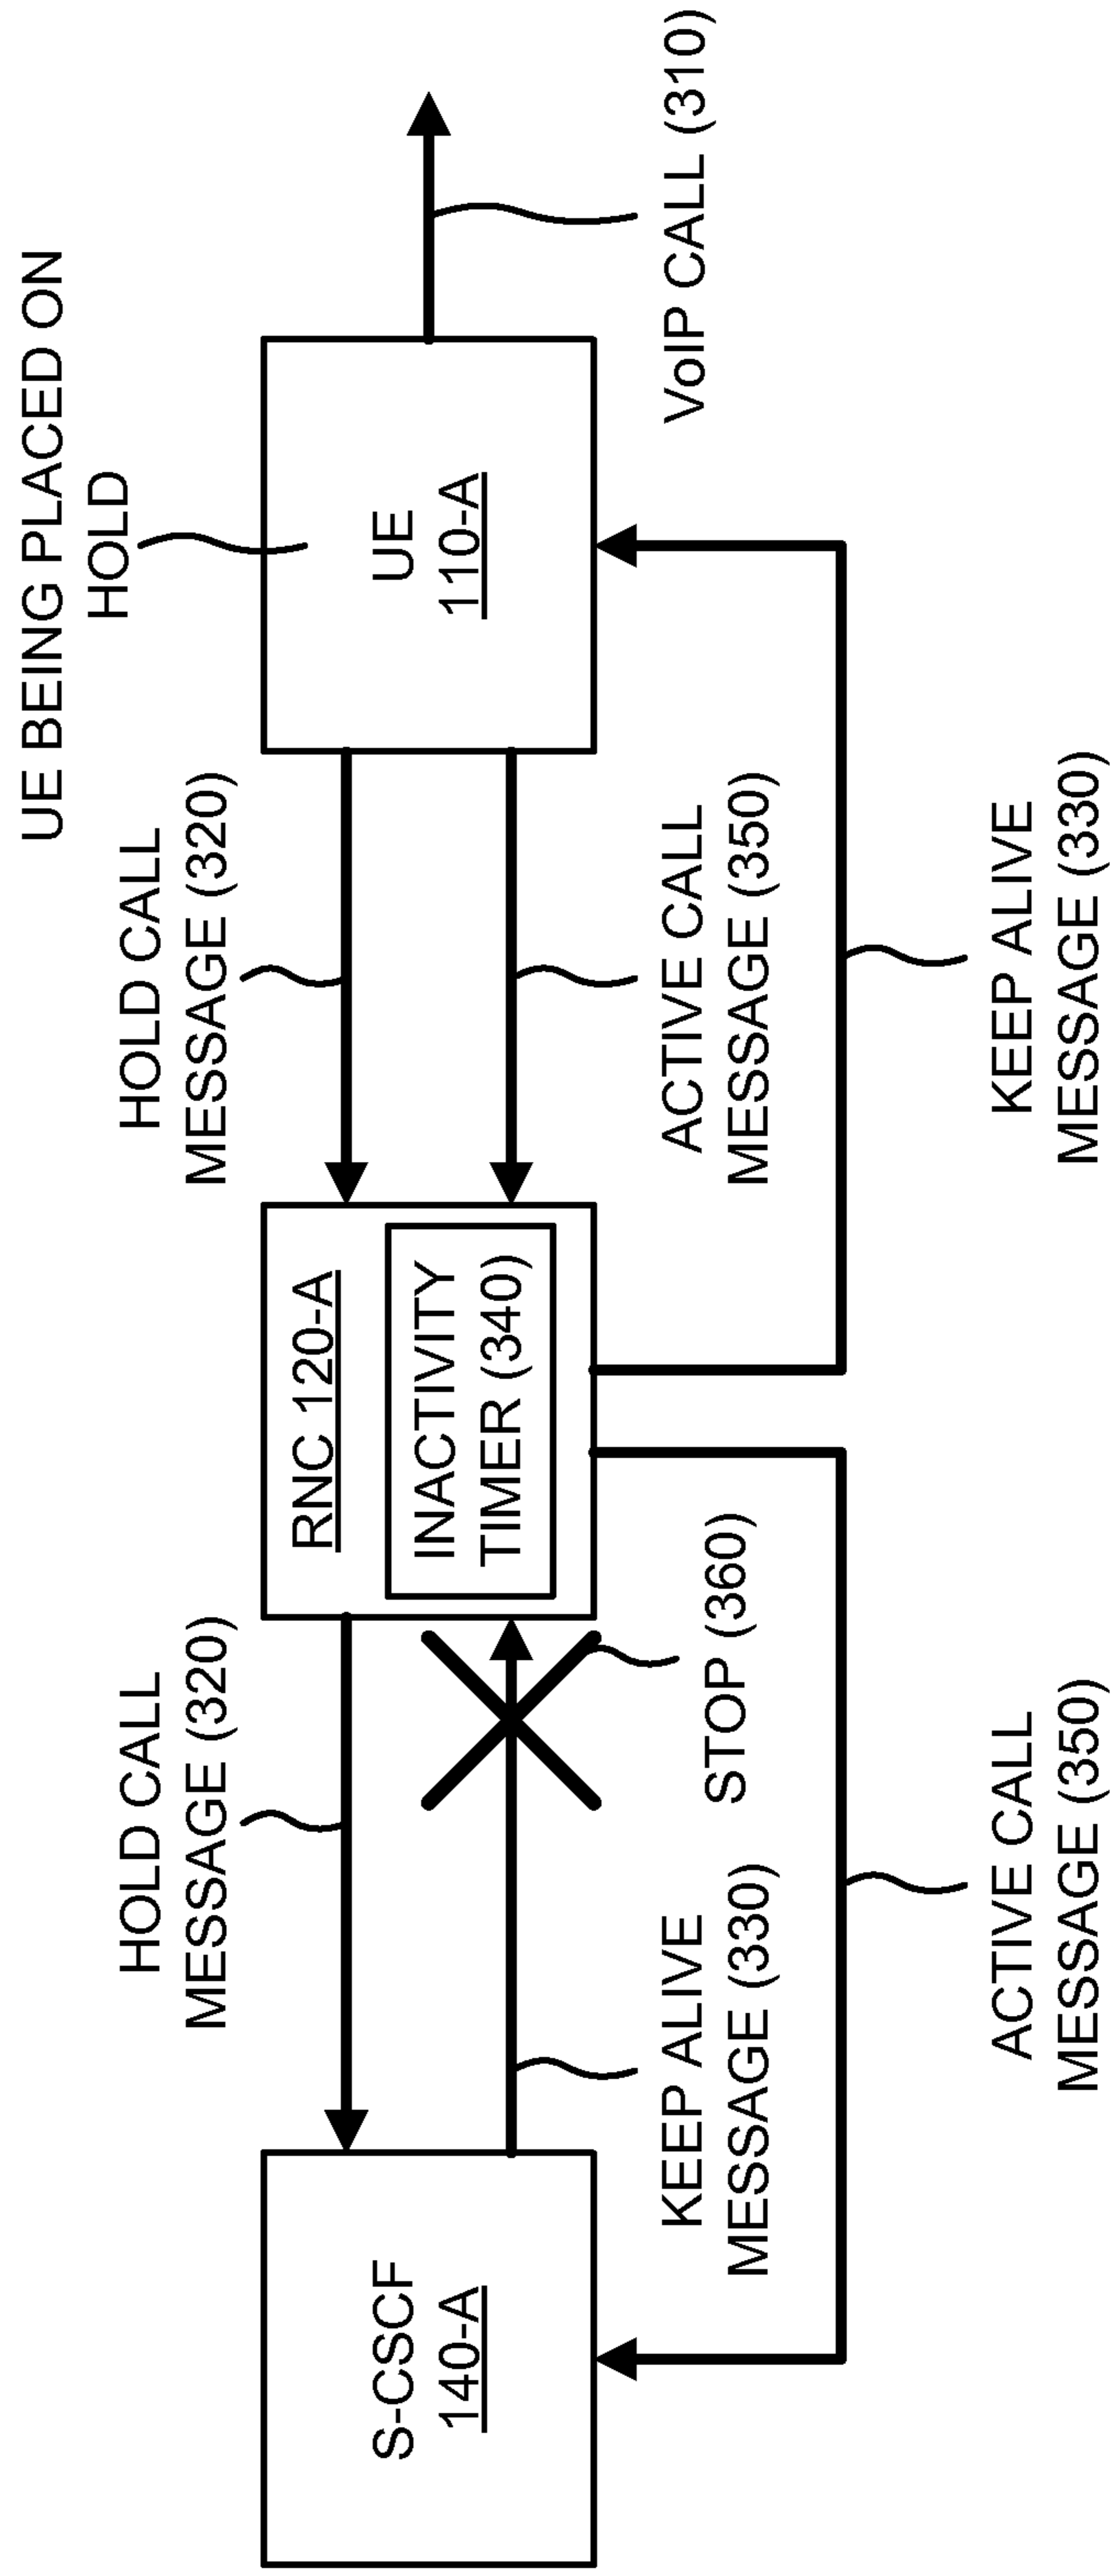 UE BEING PLACED ON
HOLD
HOLD CALL
MESSAGE (320)
HOLD CALL
MESSAGE (320)
S-CSCF
140-A
RNC 120-A
INACTIVITY
TIMER (340)
UE
110-A
KEEP ALIVE
MESSAGE (330)
STOP (360)
ACTIVE CALL
MESSAGE (350)
VoIP CALL (310)
ACTIVE CALL
MESSAGE (350)
KEEP ALIVE
MESSAGE (330)